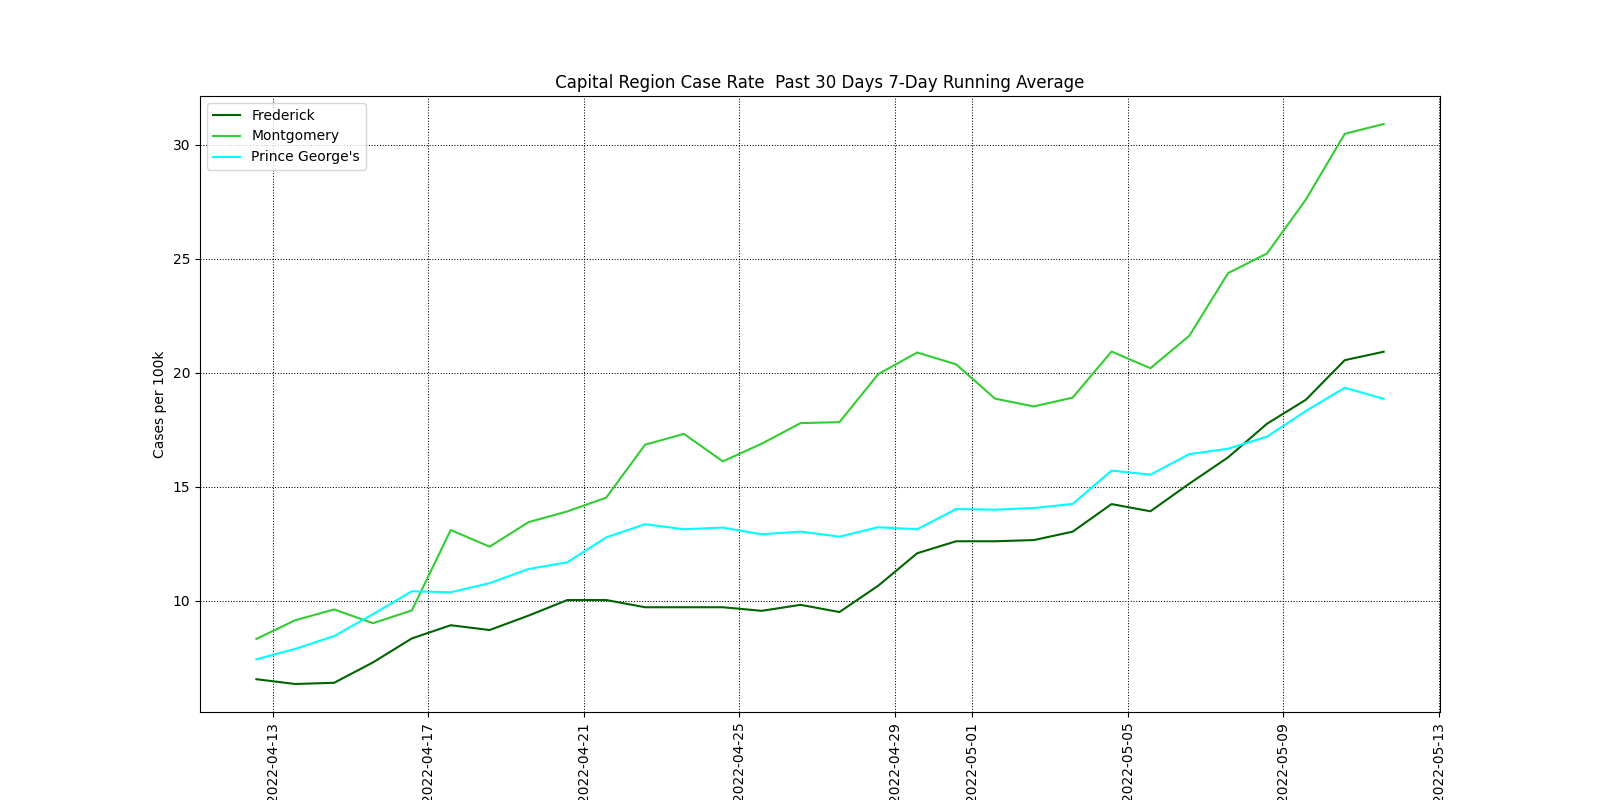 Capital Region Case Rate  Past 30 Days 7-Day Running Average
Frederick
Montgomery
Prince George's
30
25
20
15
10
Cases per 100k
2022-04-13
2022-04-17
2022-04-21
2022-04-25
2022-04-29
2022-05-01
2022-05-05
2022-05-09
2022-05-13